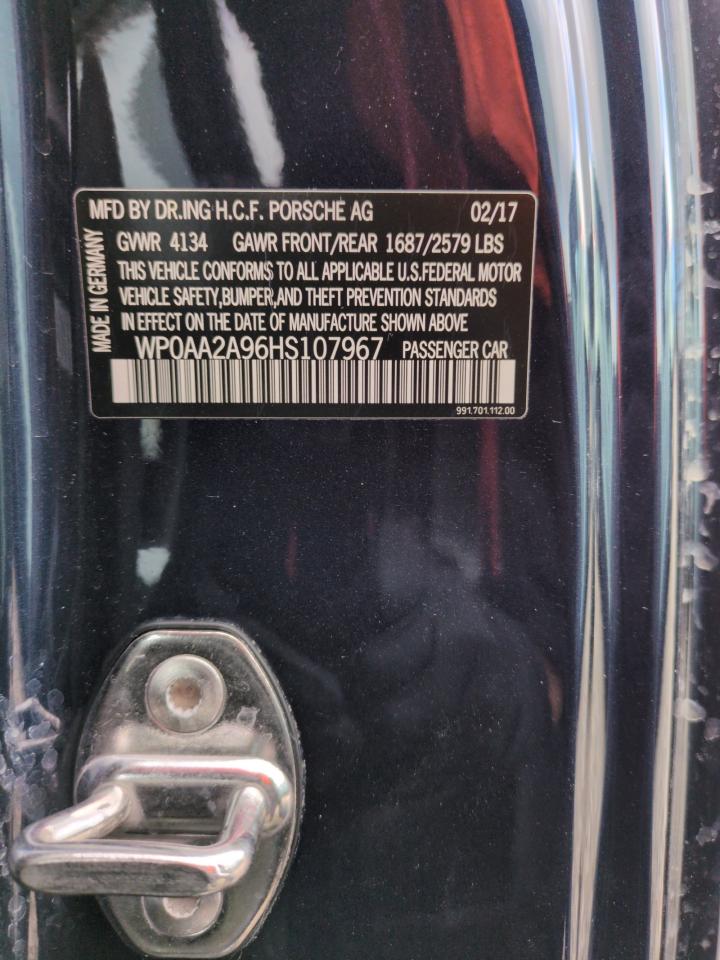 MFD BY DR.ING H.C.F. PORSCHE AG 02/17
GVWR 4134 GAWR FRONT/REAR 1687/2579 LBS
THIS VEHICLE CONFORMS TO ALL APPLICABLE U.S.FEDERAL MOTOR
VEHICLE SAFETY,BUMPER,AND THEFT PREVENTION STANDARDS
IN EFFECT ON THE DATE OF MANUFACTURE SHOWN ABOVE
WP0AA2A96HS107967 PASSENGER CAR
991.701.112.00
MADE IN GERMANY